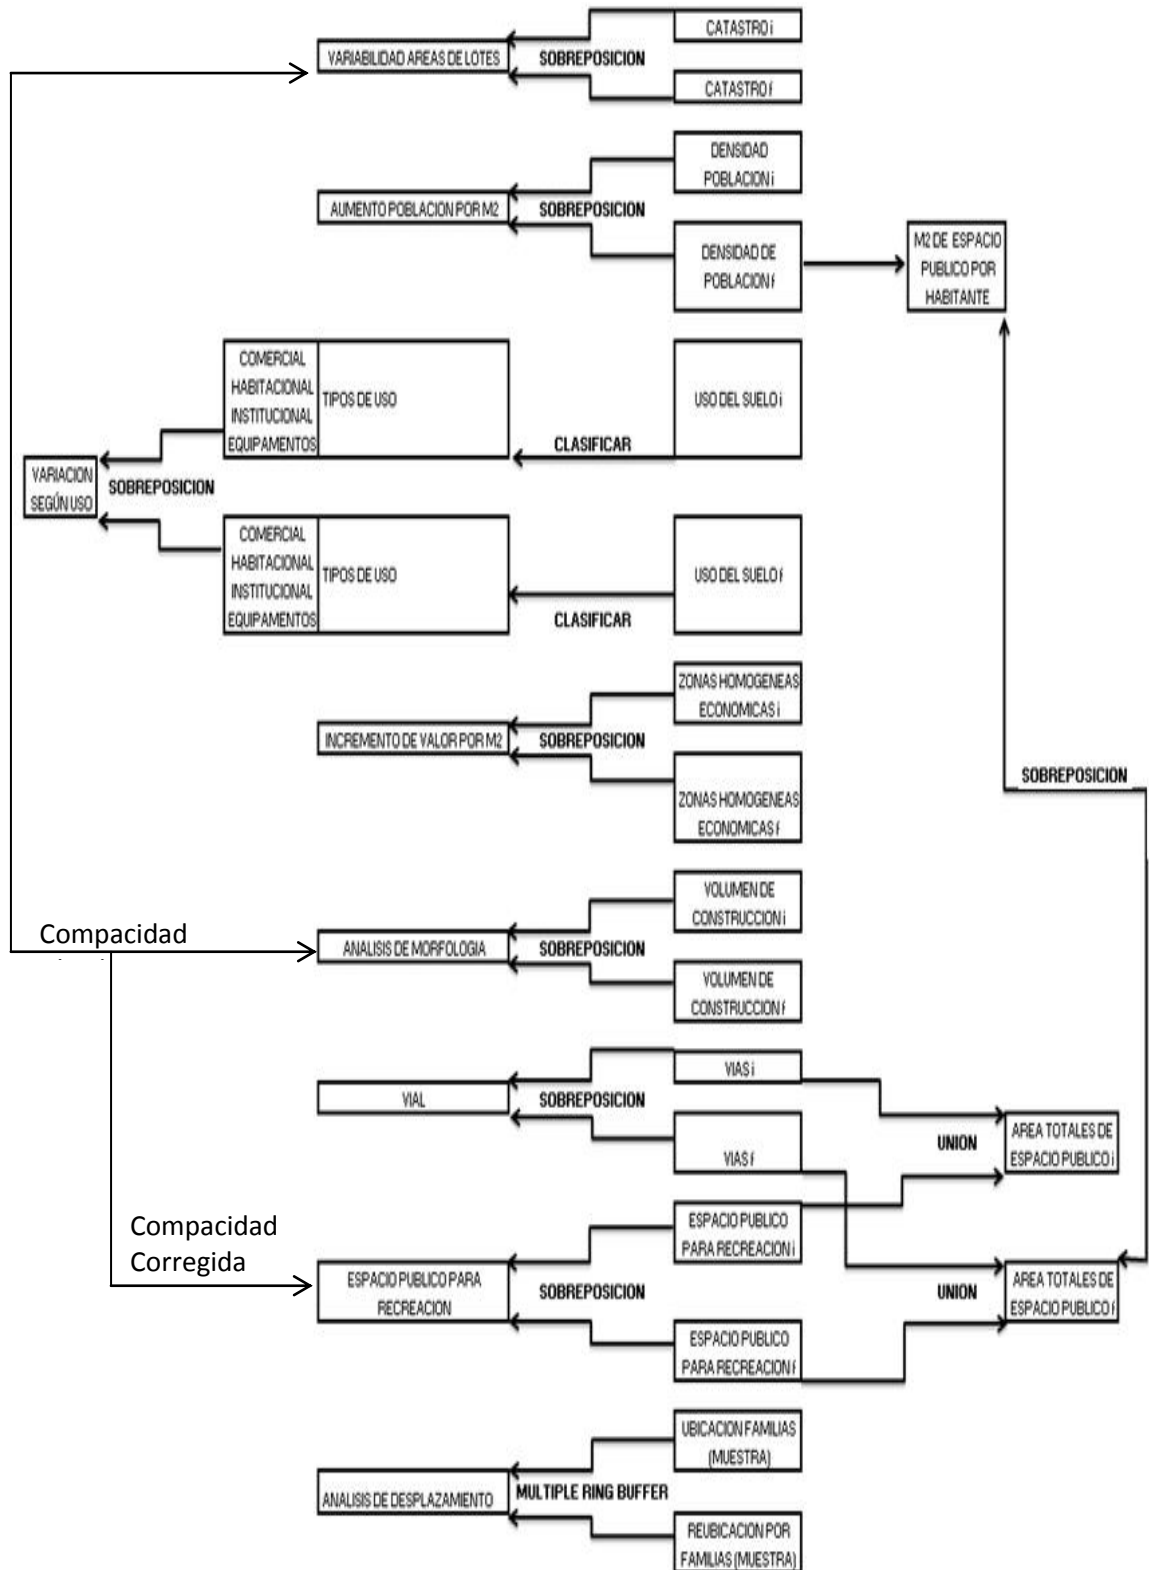 CATASTRO i
VARIABILIDAD AREAS DE LOTES
SOBREPOSICION
CATASTRO f
DENSIDAD
POBLACION i
AUMENTO POBLACION POR M2
SOBREPOSICION
DENSIDAD DE
POBLACION f
M2 DE ESPACIO
PUBLICO POR
HABITANTE
COMERCIAL
HABITACIONAL
INSTITUCIONAL
EQUIPAMENTOS
TIPOS DE USO
USO DEL SUELO i
CLASIFICAR
VARIACION
SEGÚN USO
SOBREPOSICION
COMERCIAL
HABITACIONAL
INSTITUCIONAL
EQUIPAMENTOS
TIPOS DE USO
USO DEL SUELO f
CLASIFICAR
ZONAS HOMOGENEAS
ECONOMICAS i
INCREMENTO DE VALOR POR M2
SOBREPOSICION
ZONAS HOMOGENEAS
ECONOMICAS f
SOBREPOSICION
VOLUMEN DE
CONSTRUCCION i
Compacidad
ANALISIS DE MORFOLOGIA
SOBREPOSICION
VOLUMEN DE
CONSTRUCCION f
VIAS i
VIAL
SOBREPOSICION
VIAS f
UNION
AREA TOTALES DE
ESPACIO PUBLICO i
Compacidad
Corregida
ESPACIO PUBLICO
PARA RECREACION i
ESPACIO PUBLICO PARA
RECREACION
SOBREPOSICION
UNION
AREA TOTALES DE
ESPACIO PUBLICO f
ESPACIO PUBLICO
PARA RECREACION f
UBICACION FAMILIAS
(MUESTRA)
ANALISIS DE DESPLAZAMIENTO
MULTIPLE RING BUFFER
REUBICACION POR
FAMILIAS (MUESTRA)